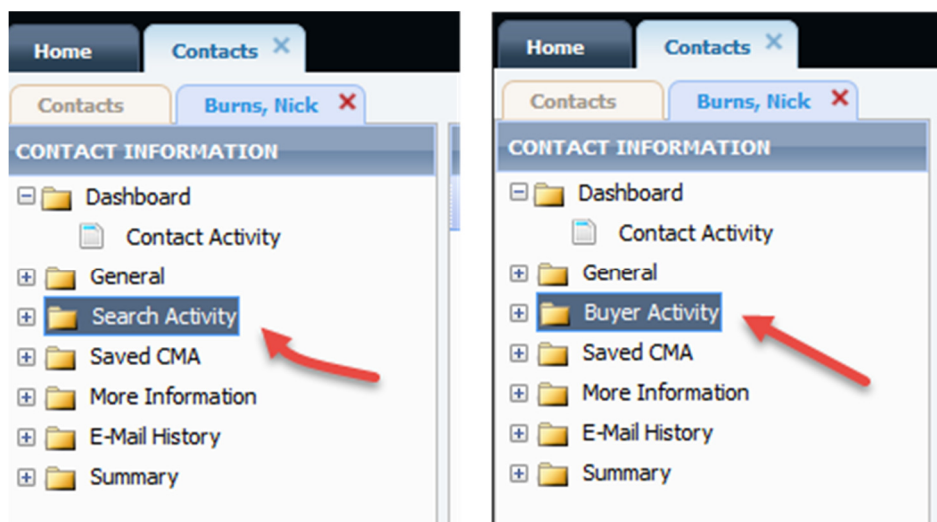 Home
Contacts
Contacts
Burns, Nick
CONTACT INFORMATION
Dashboard
Contact Activity
General
Search Activity
Saved CMA
More Information
E-Mail History
Summary
Home
Contacts
Contacts
Burns, Nick
CONTACT INFORMATION
Dashboard
Contact Activity
General
Buyer Activity
Saved CMA
More Information
E-Mail History
Summary